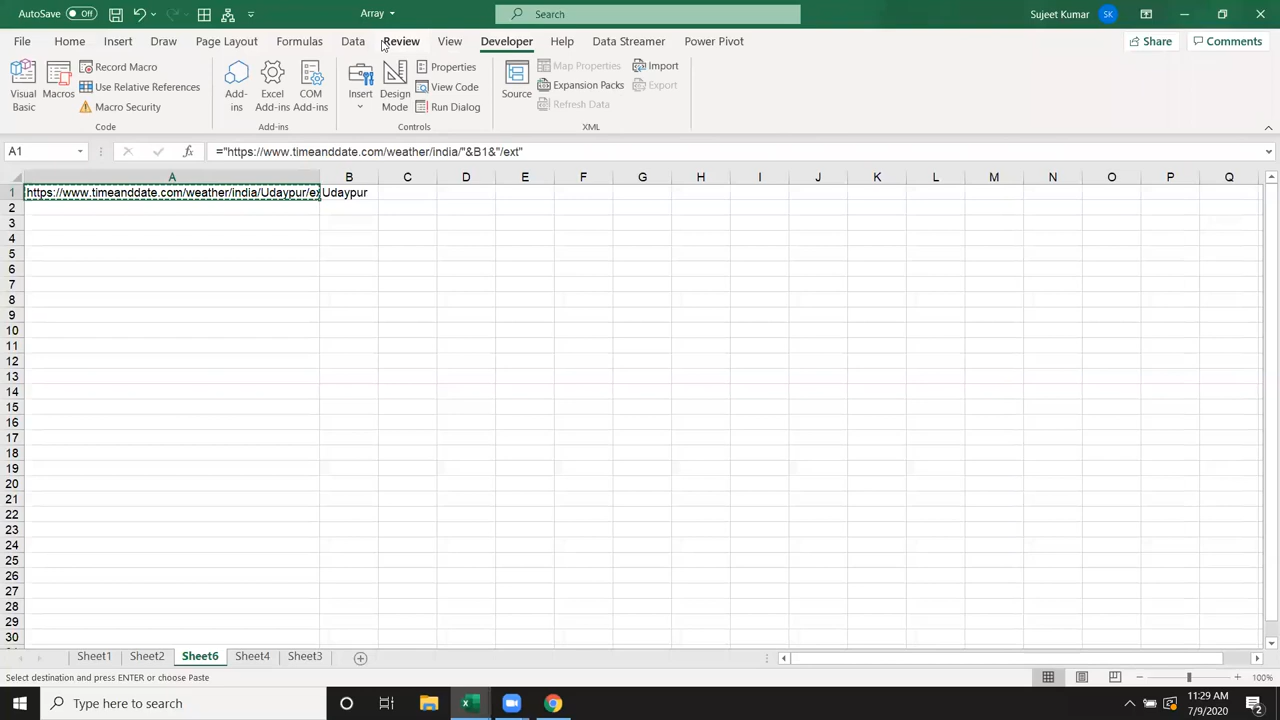 AutoSave Off Array Search Sujeet Kumar SK
File Home Insert Draw Page Layout Formulas Data Review View Developer Help Data Streamer Power Pivot Share Comments
Visual Basic Macros Record Macro Use Relative References Macro Security Code
Add-ins Excel Add-ins COM Add-ins Add-ins
Insert Design Mode Properties View Code Run Dialog Controls
Source Map Properties Expansion Packs Refresh Data Import Export XML
A1 fx ="https://www.timeanddate.com/weather/india/"&B1&"/ext"
A B C D E F G H I J K L M N O P Q
1 https://www.timeanddate.com/weather/india/Udaypur/ex Udaypur
2
3
4
5
6
7
8
9
10
11
12
13
14
15
16
17
18
19
20
21
22
23
24
25
26
27
28
29
30
Sheet1 Sheet2 Sheet6 Sheet4 Sheet3
Select destination and press ENTER or choose Paste 100%
Type here to search 11:29 AM
7/9/2020 2